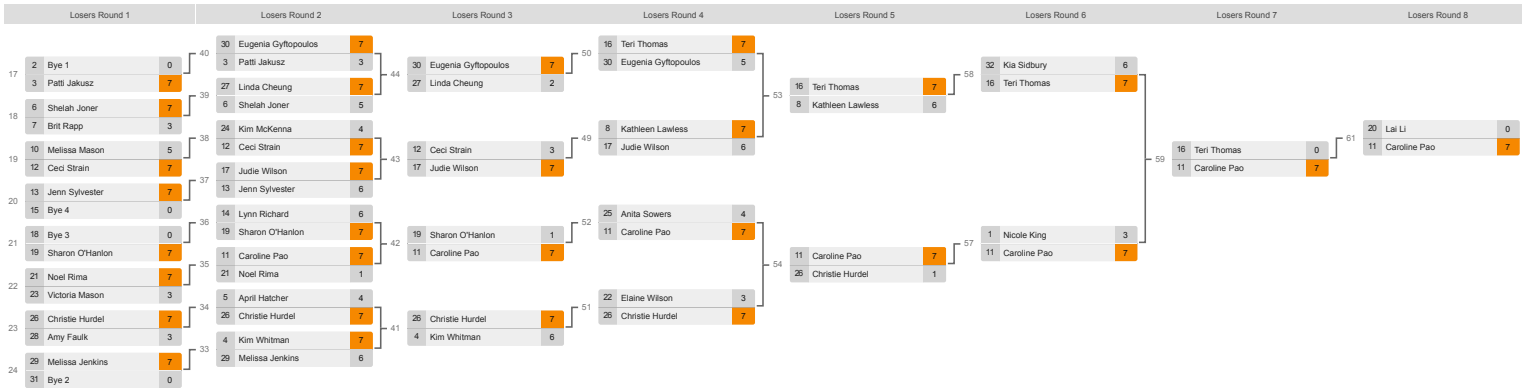 Losers Round 1
Losers Round 2
Losers Round 3
Losers Round 4
Losers Round 5
Losers Round 6
Losers Round 7
Losers Round 8
17
2 Bye 1 0
3 Patti Jakusz 7
18
6 Shelah Joner 7
7 Brit Rapp 3
19
10 Melissa Mason 5
12 Ceci Strain 7
20
13 Jenn Sylvester 7
15 Bye 4 0
21
18 Bye 3 0
19 Sharon O'Hanlon 7
22
21 Noel Rima 7
23 Victoria Mason 3
23
26 Christie Hurdel 7
28 Amy Faulk 3
24
29 Melissa Jenkins 7
31 Bye 2 0
40
30 Eugenia Gyftopoulos 7
3 Patti Jakusz 3
39
27 Linda Cheung 7
6 Shelah Joner 5
38
24 Kim McKenna 4
12 Ceci Strain 7
37
17 Judie Wilson 7
13 Jenn Sylvester 6
36
14 Lynn Richard 6
19 Sharon O'Hanlon 7
35
11 Caroline Pao 7
21 Noel Rima 1
34
5 April Hatcher 4
26 Christie Hurdel 7
33
4 Kim Whitman 7
29 Melissa Jenkins 6
44
30 Eugenia Gyftopoulos 7
27 Linda Cheung 2
43
12 Ceci Strain 3
17 Judie Wilson 7
42
19 Sharon O'Hanlon 1
11 Caroline Pao 7
41
26 Christie Hurdel 7
4 Kim Whitman 6
50
16 Teri Thomas 7
30 Eugenia Gyftopoulos 5
49
8 Kathleen Lawless 7
17 Judie Wilson 6
52
25 Anita Sowers 4
11 Caroline Pao 7
51
22 Elaine Wilson 3
26 Christie Hurdel 7
53
16 Teri Thomas 7
8 Kathleen Lawless 6
54
11 Caroline Pao 7
26 Christie Hurdel 1
58
32 Kia Sidbury 6
16 Teri Thomas 7
57
1 Nicole King 3
11 Caroline Pao 7
59
16 Teri Thomas 0
11 Caroline Pao 7
61
20 Lai Li 0
11 Caroline Pao 7